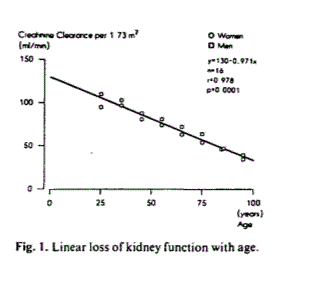 Creatinine Clearance per 1 73 m²
(ml/min)
O Women
□ Men
y=130-0.971x
n=16
r=0 978
p=0 0001
150
100
50
0
0 25 50 75 100
(years)
Age
Fig. 1. Linear loss of kidney function with age.